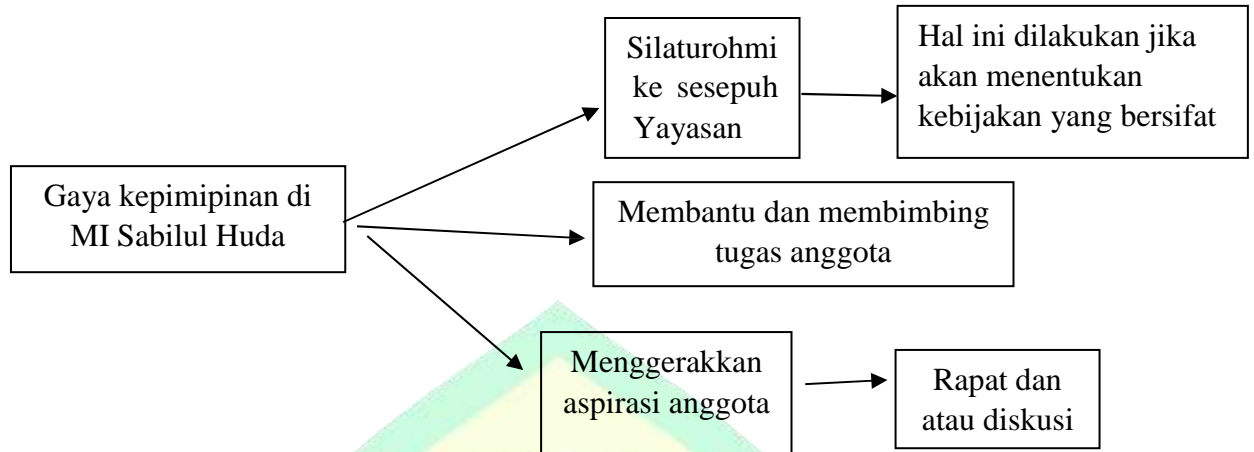 Silaturohmi
ke sesepuh
Yayasan
Hal ini dilakukan jika
akan menentukan
kebijakan yang bersifat
Gaya kepimipinan di
MI Sabilul Huda
Membantu dan membimbing
tugas anggota
Menggerakkan
aspirasi anggota
Rapat dan
atau diskusi